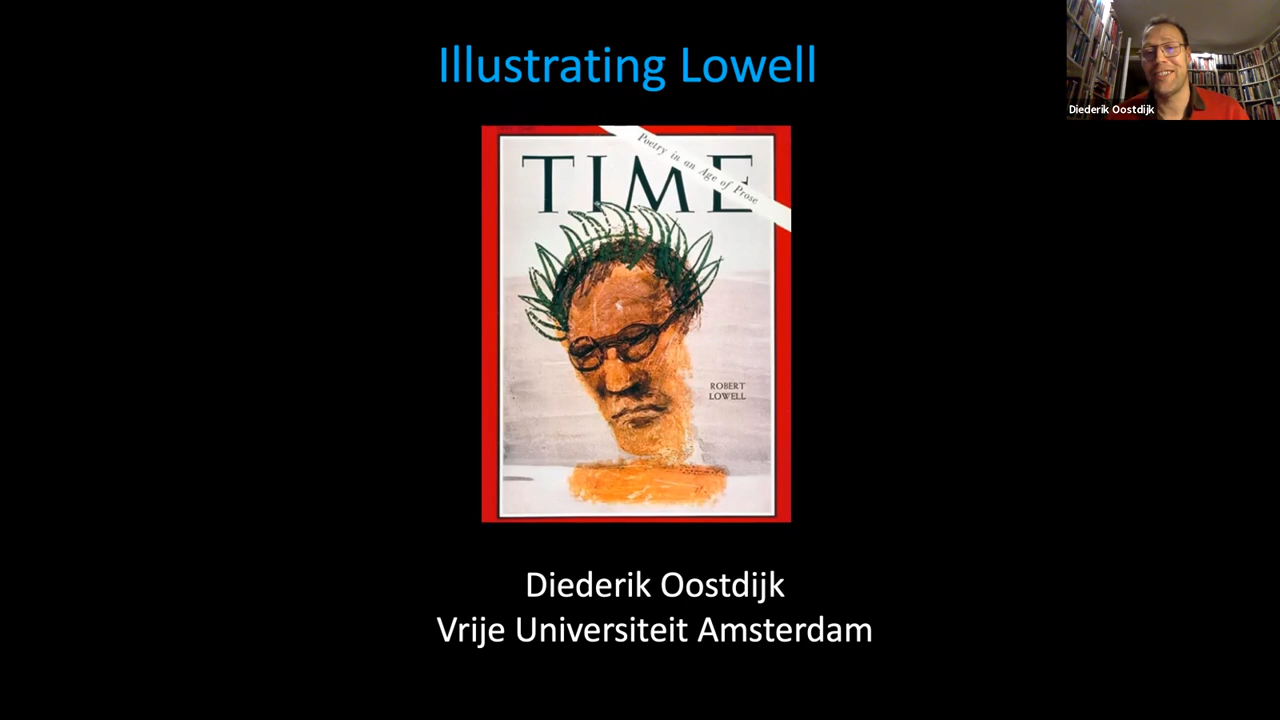 Illustrating Lowell
Diederik Oostdijk
Poetry in an Age of Prose
TIME
ROBERT
LOWELL
Diederik Oostdijk
Vrije Universiteit Amsterdam